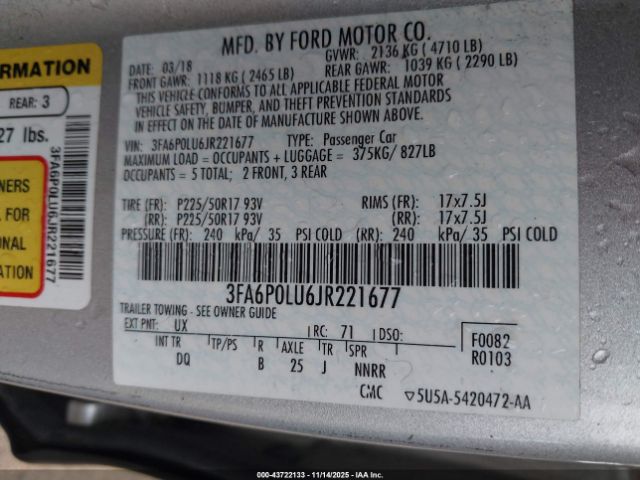 ORMATION
REAR: 3
27 lbs.
3FA6P0LU6JR221677
NERS
L FOR
ONAL
ATION
MFD. BY FORD MOTOR CO.
DATE: 03/18 GVWR: 2136 KG (4710 LB)
FRONT GAWR: 1118 KG (2465 LB) REAR GAWR: 1039 KG (2290 LB)
THIS VEHICLE CONFORMS TO ALL APPLICABLE FEDERAL MOTOR
VEHICLE SAFETY, BUMPER, AND THEFT PREVENTION STANDARDS
IN EFFECT ON THE DATE OF MANUFACTURE SHOWN ABOVE.
VIN: 3FA6P0LU6JR221677 TYPE: Passenger Car
MAXIMUM LOAD = OCCUPANTS + LUGGAGE = 375KG/ 827LB
OCCUPANTS = 5 TOTAL; 2 FRONT, 3 REAR
TIRE (FR): P225/50R17 93V RIMS (FR): 17x7.5J
(RR): P225/50R17 93V (RR): 17x7.5J
PRESSURE (FR): 240 kPa/ 35 PSI COLD (RR): 240 kPa/ 35 PSI COLD
3FA6P0LU6JR221677
TRAILER TOWING - SEE OWNER GUIDE
EXT PNT: UX RC: 71 DSO: F0082
INT TR TP/PS R AXLE TR SPR R0103
DQ B 25 J NNRR
CMC ▽5U5A-5420472-AA
00-43722133 - 11/14/2025 - IAA Inc.